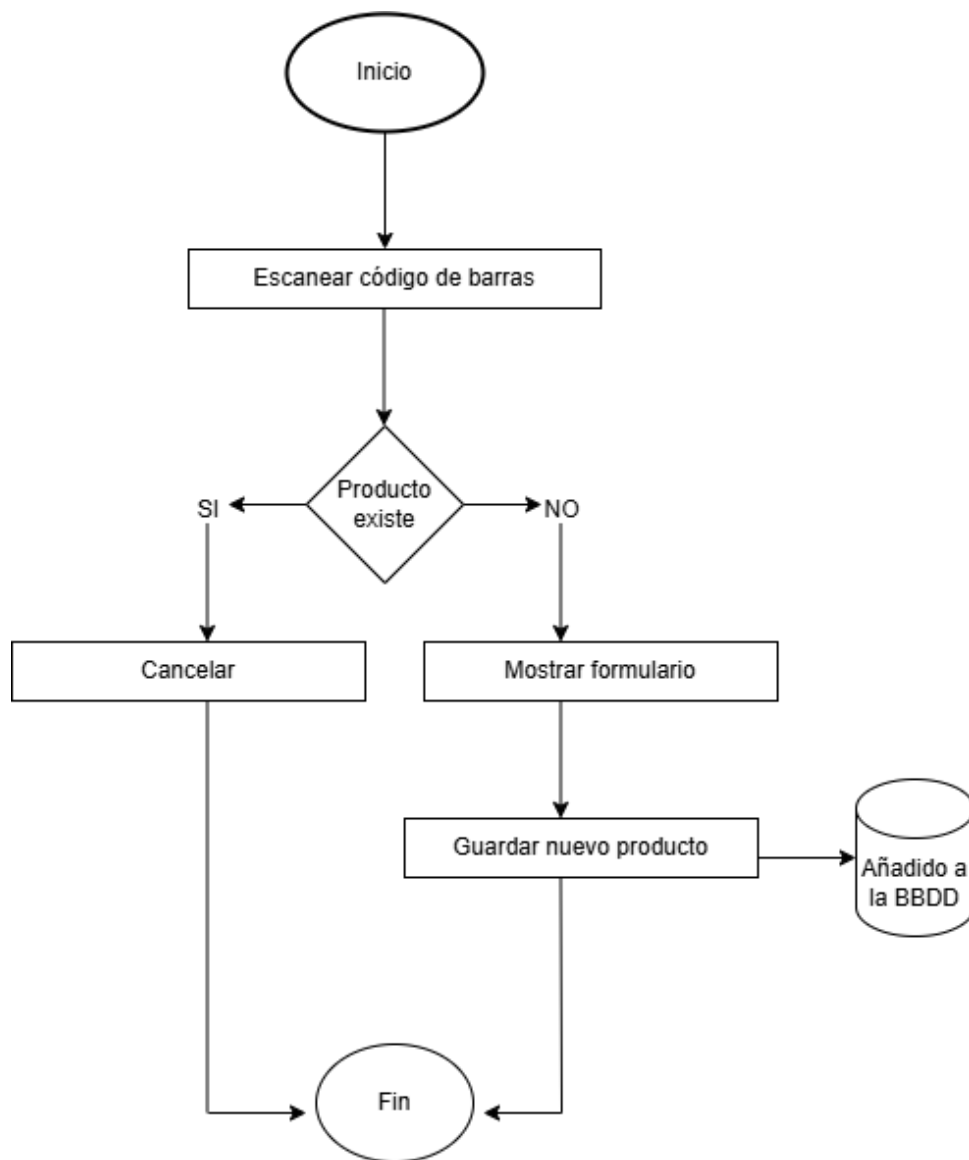 Inicio
Escanear código de barras
Producto
existe
SI
NO
Cancelar
Mostrar formulario
Guardar nuevo producto
Añadido a
la BBDD
Fin